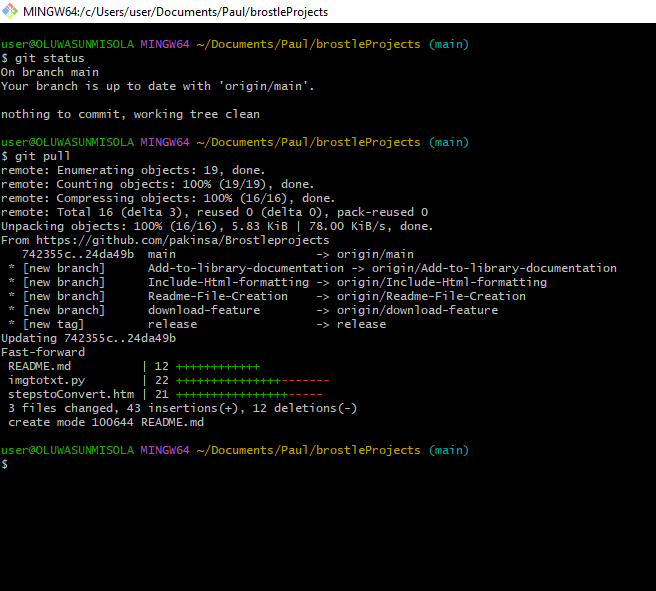 MINGW64:/c/Users/user/Documents/Paul/brostleProjects
user@OLUWASUNMISOLA MINGW64 ~/Documents/Paul/brostleProjects (main)
$ git status
On branch main
Your branch is up to date with 'origin/main'.
nothing to commit, working tree clean
user@OLUWASUNMISOLA MINGW64 ~/Documents/Paul/brostleProjects (main)
$ git pull
remote: Enumerating objects: 19, done.
remote: Counting objects: 100% (19/19), done.
remote: Compressing objects: 100% (16/16), done.
remote: Total 16 (delta 3), reused 0 (delta 0), pack-reused 0
Unpacking objects: 100% (16/16), 5.83 KiB | 78.00 KiB/s, done.
From https://github.com/pakinsa/Brostleprojects
   742355c..24da49b  main                    -> origin/main
 * [new branch]      Add-to-library-documentation -> origin/Add-to-library-documentation
 * [new branch]      Include-Html-formatting -> origin/Include-Html-formatting
 * [new branch]      Readme-File-Creation    -> origin/Readme-File-Creation
 * [new branch]      download-feature        -> origin/download-feature
 * [new tag]         release                 -> release
Updating 742355c..24da49b
Fast-forward
 README.md          | 12 ++++++++++++
 imgtotxt.py        | 22 +++++++++++++++-------
 stepstoConvert.htm | 21 ++++++++++++++++-----
 3 files changed, 43 insertions(+), 12 deletions(-)
 create mode 100644 README.md
user@OLUWASUNMISOLA MINGW64 ~/Documents/Paul/brostleProjects (main)
$